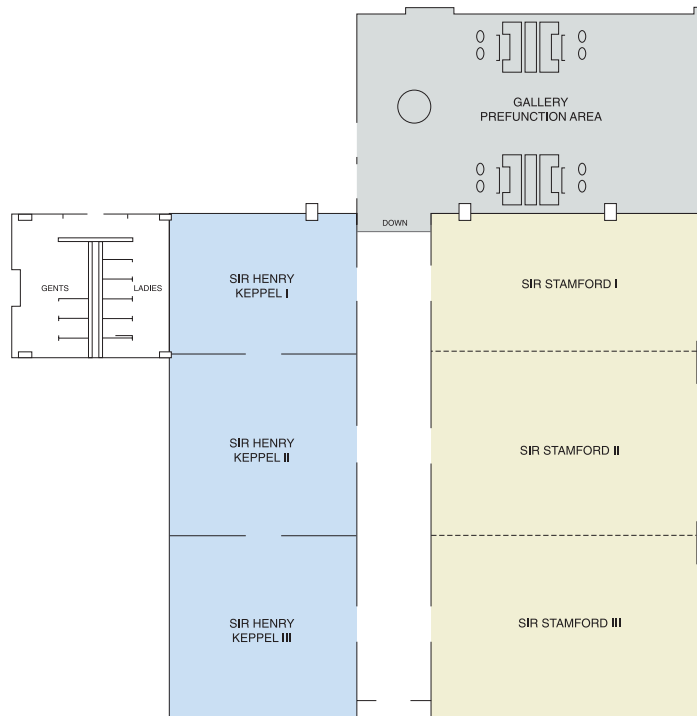 GALLERY
PREFUNCTION AREA
DOWN
GENTS
LADIES
SIR HENRY
KEPPEL I
SIR STAMFORD I
SIR HENRY
KEPPEL II
SIR STAMFORD II
SIR HENRY
KEPPEL III
SIR STAMFORD III